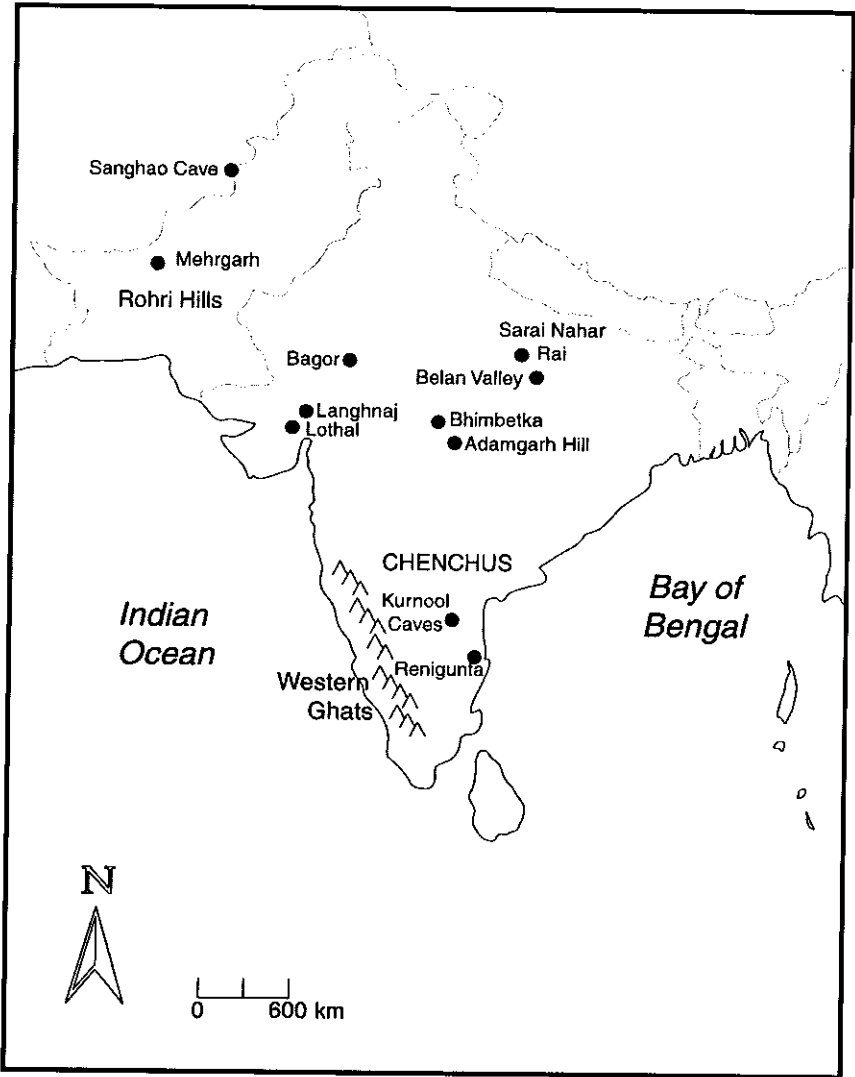 Sanghao Cave
Mehrgarh
Rohri Hills
Sarai Nahar
Rai
Bagor
Belan Valley
Langhnaj
Lothal
Bhimbetka
Adamgarh Hill
CHENCHUS
Kurnool
Caves
Renigunta
Indian
Ocean
Bay of
Bengal
Western
Ghats
N
0 600 km